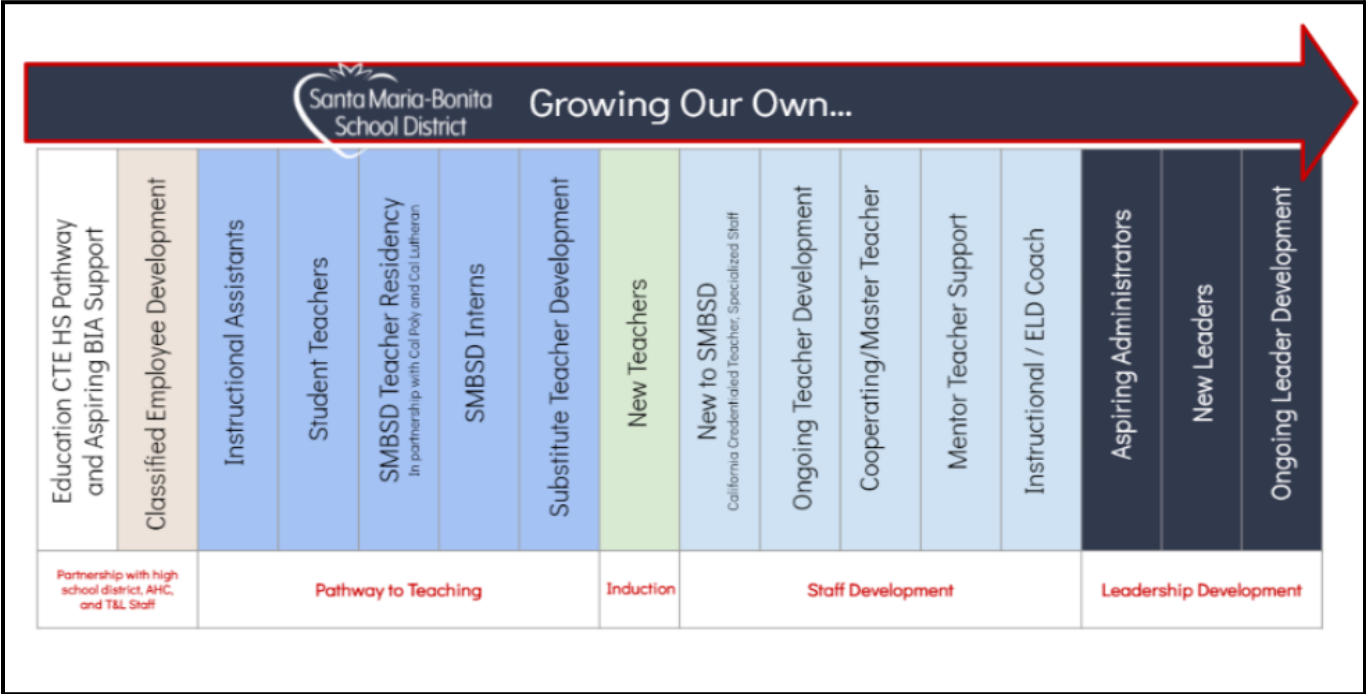 Santa Maria-Bonita
School District
Growing Our Own...
Education CTE HS Pathway
and Aspiring BIA Support
Classified Employee Development
Instructional Assistants
Student Teachers
SMBSD Teacher Residency
In partnership with Cal Poly and Cal Lutheran
SMBSD Interns
Substitute Teacher Development
New Teachers
New to SMBSD
California Credentialed Teacher, Specialized Staff
Ongoing Teacher Development
Cooperating/Master Teacher
Mentor Teacher Support
Instructional / ELD Coach
Aspiring Administrators
New Leaders
Ongoing Leader Development
Partnership with high
school district, AHC,
and T&L Staff
Pathway to Teaching
Induction
Staff Development
Leadership Development